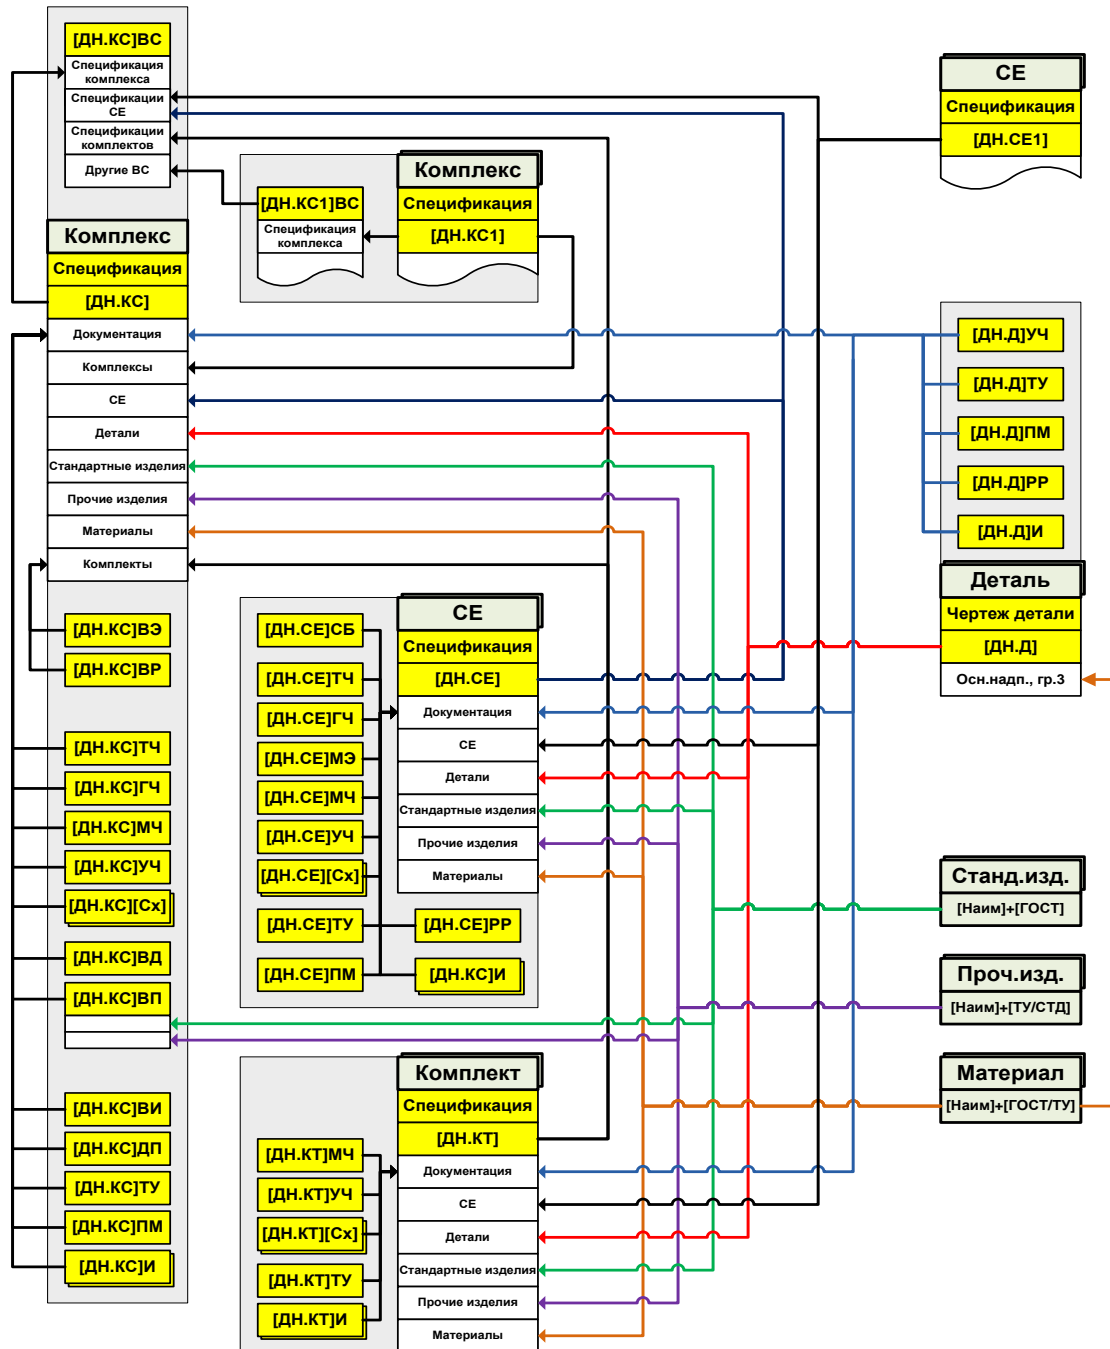 [ДН.КС]ВС
Спецификация
комплекса
Спецификации
СЕ
Спецификации
комплектов
Другие ВС
Комплекс
Спецификация
[ДН.КС]
Документация
Комплексы
СЕ
Детали
Стандартные изделия
Прочие изделия
Материалы
Комплекты
[ДН.КС]ВЭ
[ДН.КС]ВР
[ДН.КС]ТЧ
[ДН.КС]ГЧ
[ДН.КС]МЧ
[ДН.КС]УЧ
[ДН.КС][Сх]
[ДН.КС]ВД
[ДН.КС]ВП
[ДН.КС]ВИ
[ДН.КС]ДП
[ДН.КС]ТУ
[ДН.КС]ПМ
[ДН.КС]И
[ДН.КС1]ВС
Спецификация
комплекса
Комплекс
Спецификация
[ДН.КС1]
[ДН.СЕ]СБ
[ДН.СЕ]ТЧ
[ДН.СЕ]ГЧ
[ДН.СЕ]МЭ
[ДН.СЕ]МЧ
[ДН.СЕ]УЧ
[ДН.СЕ][Сх]
[ДН.СЕ]ТУ
[ДН.СЕ]ПМ
СЕ
Спецификация
[ДН.СЕ]
Документация
СЕ
Детали
Стандартные изделия
Прочие изделия
Материалы
[ДН.СЕ]РР
[ДН.КС]И
[ДН.КТ]МЧ
[ДН.КТ]УЧ
[ДН.КТ][Сх]
[ДН.КТ]ТУ
[ДН.КТ]И
Комплект
Спецификация
[ДН.КТ]
Документация
СЕ
Детали
Стандартные изделия
Прочие изделия
Материалы
СЕ
Спецификация
[ДН.СЕ1]
[ДН.Д]УЧ
[ДН.Д]ТУ
[ДН.Д]ПМ
[ДН.Д]РР
[ДН.Д]И
Деталь
Чертеж детали
[ДН.Д]
Осн.надп., гр.3
Станд.изд.
[Наим]+[ГОСТ]
Проч.изд.
[Наим]+[ТУ/СТД]
Материал
[Наим]+[ГОСТ/ТУ]